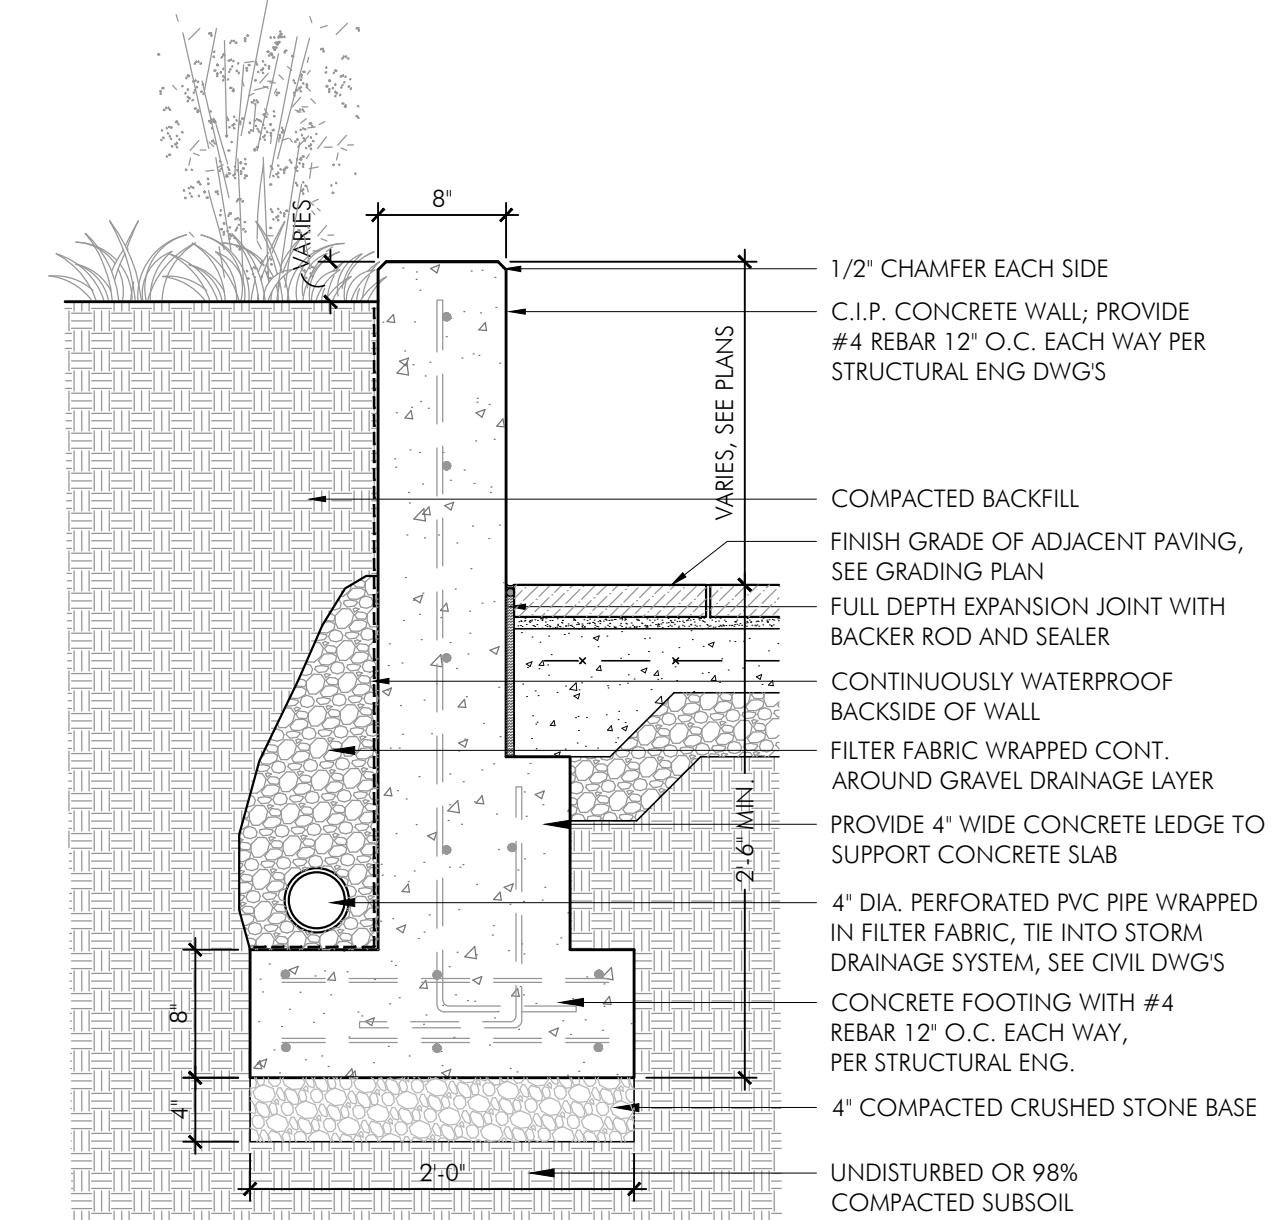 8"
VARIES
1/2" CHAMFER EACH SIDE
C.I.P. CONCRETE WALL; PROVIDE
#4 REBAR 12" O.C. EACH WAY PER
STRUCTURAL ENG DWG'S
VARIES, SEE PLANS
COMPACTED BACKFILL
FINISH GRADE OF ADJACENT PAVING,
SEE GRADING PLAN
FULL DEPTH EXPANSION JOINT WITH
BACKER ROD AND SEALER
CONTINUOUSLY WATERPROOF
BACKSIDE OF WALL
FILTER FABRIC WRAPPED CONT.
AROUND GRAVEL DRAINAGE LAYER
2'-6" MIN.
PROVIDE 4" WIDE CONCRETE LEDGE TO
SUPPORT CONCRETE SLAB
4" DIA. PERFORATED PVC PIPE WRAPPED
IN FILTER FABRIC, TIE INTO STORM
DRAINAGE SYSTEM, SEE CIVIL DWG'S
8"
CONCRETE FOOTING WITH #4
REBAR 12" O.C. EACH WAY,
PER STRUCTURAL ENG.
4"
4" COMPACTED CRUSHED STONE BASE
2'-0"
UNDISTURBED OR 98%
COMPACTED SUBSOIL